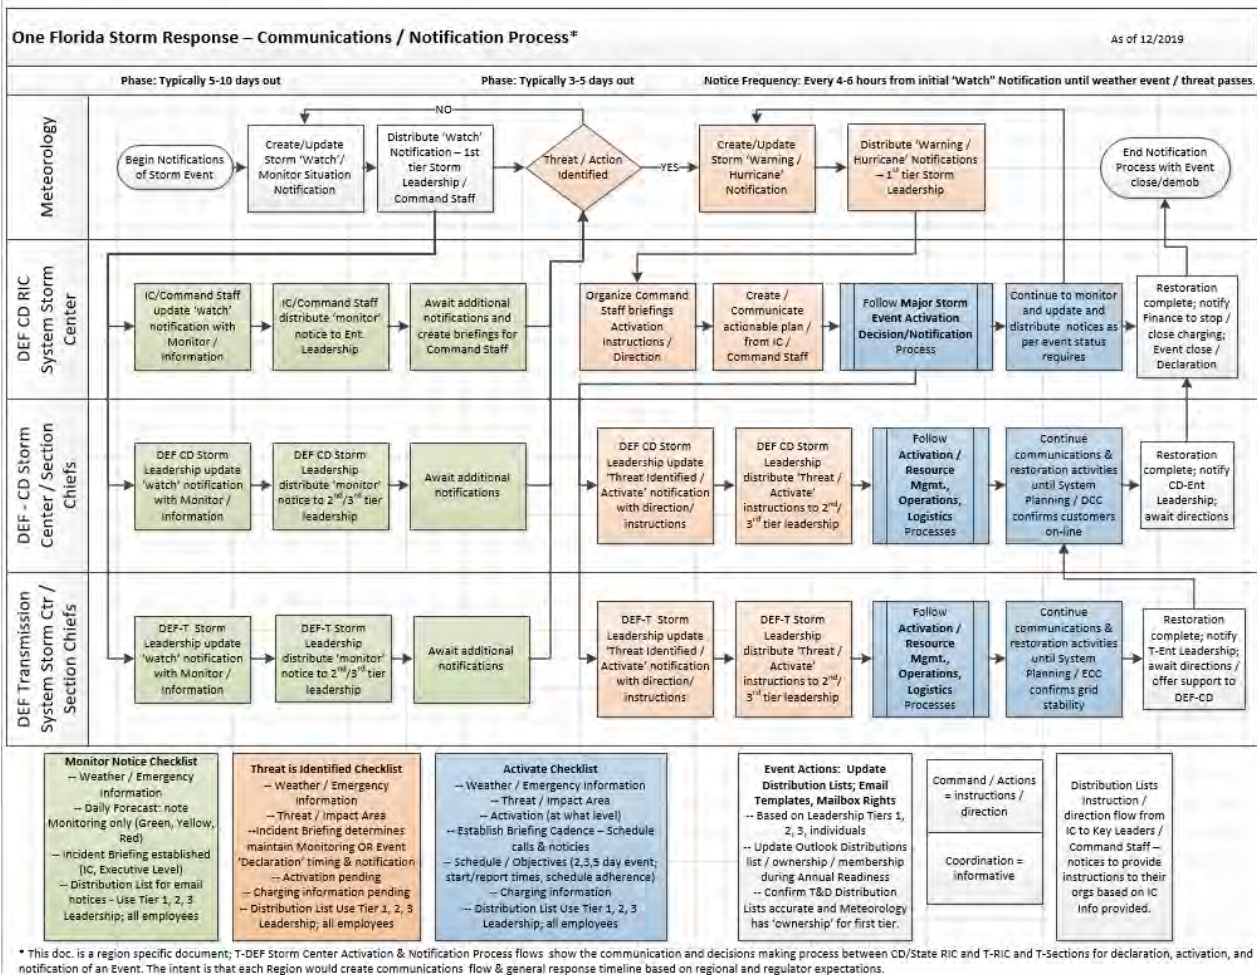 One Florida Storm Response – Communications / Notification Process*
As of 12/2019
Phase: Typically 5-10 days out
Phase: Typically 3-5 days out
Notice Frequency: Every 4-6 hours from initial ‘Watch” Notification until weather event / threat passes.
Meteorology
Begin Notifications
of Storm Event
Create/Update
Storm ‘Watch’/
Monitor Situation
Notification
Distribute ‘Watch’
Notification – 1st
tier Storm
Leadership /
Command Staff
NO
Threat / Action
Identified
YES
Create/Update
Storm ‘Warning /
Hurricane’
Notification
Distribute ‘Warning /
Hurricane’ Notifications
– 1st tier Storm
Leadership
End Notification
Process with Event
close/demob
DEF CD RIC
System Storm
Center
IC/Command Staff
update ‘watch’
notification with
Monitor /
Information
IC/Command Staff
distribute ‘monitor’
notice to Ent.
Leadership
Await additional
notifications and
create briefings for
Command Staff
Organize Command
Staff briefings
Activation
Instructions /
Direction
Create /
Communicate
actionable plan /
from IC /
Command Staff
Follow Major Storm
Event Activation
Decision/Notification
Process
Continue to monitor
and update and
distribute notices as
per event status
requires
Restoration
complete; notify
Finance to stop /
close charging;
Event close /
Declaration
DEF - CD Storm
Center / Section
Chiefs
DEF CD Storm
Leadership update
‘watch’ notification
with Monitor /
Information
DEF CD Storm
Leadership
distribute ‘monitor’
notice to 2nd/3rd tier
leadership
Await additional
notifications
DEF CD Storm
Leadership update
‘Threat Identified /
Activate’ notification
with direction/
instructions
DEF CD Storm
Leadership
distribute ‘Threat /
Activate’
instructions to 2nd/
3rd tier leadership
Follow
Activation /
Resource
Mgmt.,
Operations,
Logistics
Processes
Continue
communications &
restoration activities
until System
Planning / DCC
confirms customers
on-line
Restoration
complete; notify
CD-Ent
Leadership;
await directions
DEF Transmission
System Storm Ctr /
Section Chiefs
DEF-T Storm
Leadership update
‘watch’ notification
with Monitor /
Information
DEF-T Storm
Leadership
distribute ‘monitor’
notice to 2nd/3rd tier
leadership
Await additional
notifications
DEF-T Storm
Leadership update
‘Threat Identified /
Activate’ notification
with direction/
instructions
DEF-T Storm
Leadership
distribute ‘Threat /
Activate’
instructions to 2nd/
3rd tier leadership
Follow
Activation /
Resource
Mgmt.,
Operations,
Logistics
Processes
Continue
communications &
restoration activities
until System
Planning / ECC
confirms grid
stability
Restoration
complete; notify
T-Ent Leadership;
await directions /
offer support to
DEF-CD
Monitor Notice Checklist
-- Weather / Emergency
Information
-- Daily Forecast: note
Monitoring only (Green, Yellow,
Red)
-- Incident Briefing established
(IC, Executive Level)
-- Distribution List for email
notices - Use Tier 1, 2, 3
Leadership; all employees
Threat is Identified Checklist
-- Weather / Emergency
Information
-- Threat / Impact Area
--Incident Briefing determines
maintain Monitoring OR Event
‘Declaration’ timing & notification
-- Activation pending
-- Charging information pending
-- Distribution List Use Tier 1, 2, 3
Leadership; all employees
Activate Checklist
-- Weather / Emergency Information
-- Threat / Impact Area
-- Activation (at what level)
-- Establish Briefing Cadence – Schedule
calls & noticies
-- Schedule / Objectives (2,3,5 day event;
start/report times, schedule adherence)
-- Charging information
-- Distribution List Use Tier 1, 2, 3
Leadership; all employees
Event Actions: Update
Distribution Lists; Email
Templates, Mailbox Rights
-- Based on Leadership Tiers 1,
2, 3, individuals
-- Update Outlook Distributions
list / ownership / membership
during Annual Readiness
-- Confirm T&D Distribution
Lists accurate and Meteorology
has ‘ownership’ for first tier.
Command / Actions
= instructions /
direction
Coordination =
informative
Distribution Lists
Instruction /
direction flow from
IC to Key Leaders /
Command Staff –
notices to provide
instructions to their
orgs based on IC
Info provided.
* This doc. is a region specific document; T-DEF Storm Center Activation & Notification Process flows show the communication and decisions making process between CD/State RIC and T-RIC and T-Sections for declaration, activation, and
notification of an Event. The intent is that each Region would create communications flow & general response timeline based on regional and regulator expectations.